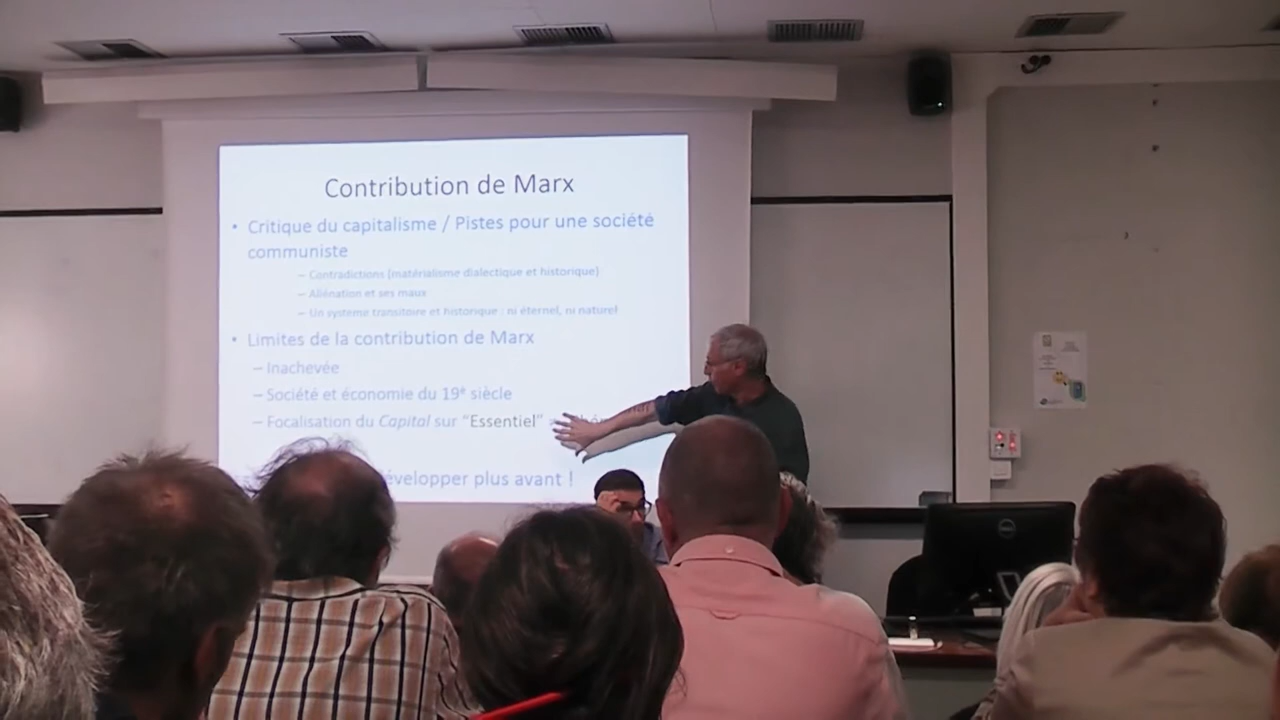 Contribution de Marx
• Critique du capitalisme / Pistes pour une société
communiste
– Contradictions (matérialisme dialectique et historique)
– Aliénation et ses maux
– Un système transitoire et historique : ni éternel, ni naturel
• Limites de la contribution de Marx
– Inachevée
– Société et économie du 19e siècle
– Focalisation du Capital sur “Essentiel”
évelopper plus avant !
DELL